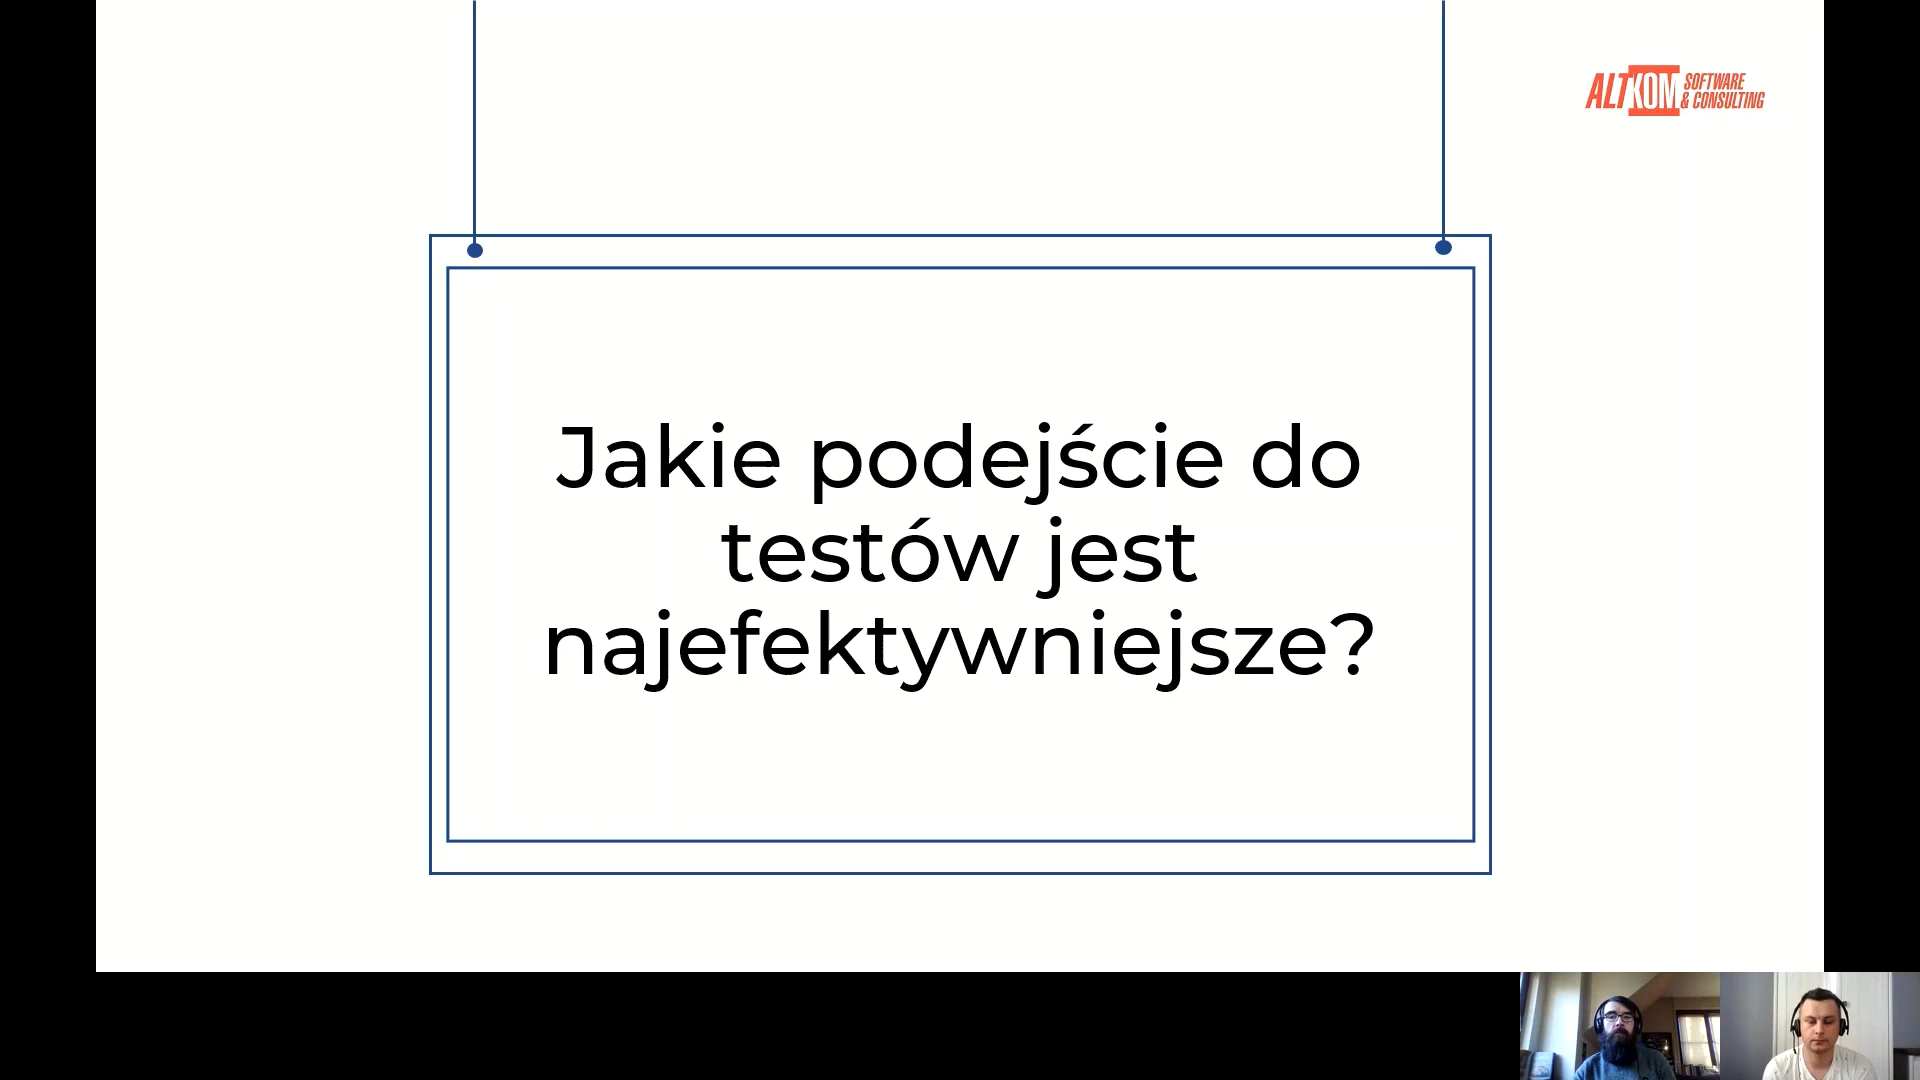 ALTKOM SOFTWARE
& CONSULTING
Jakie podejście do
testów jest
najefektywniejsze?